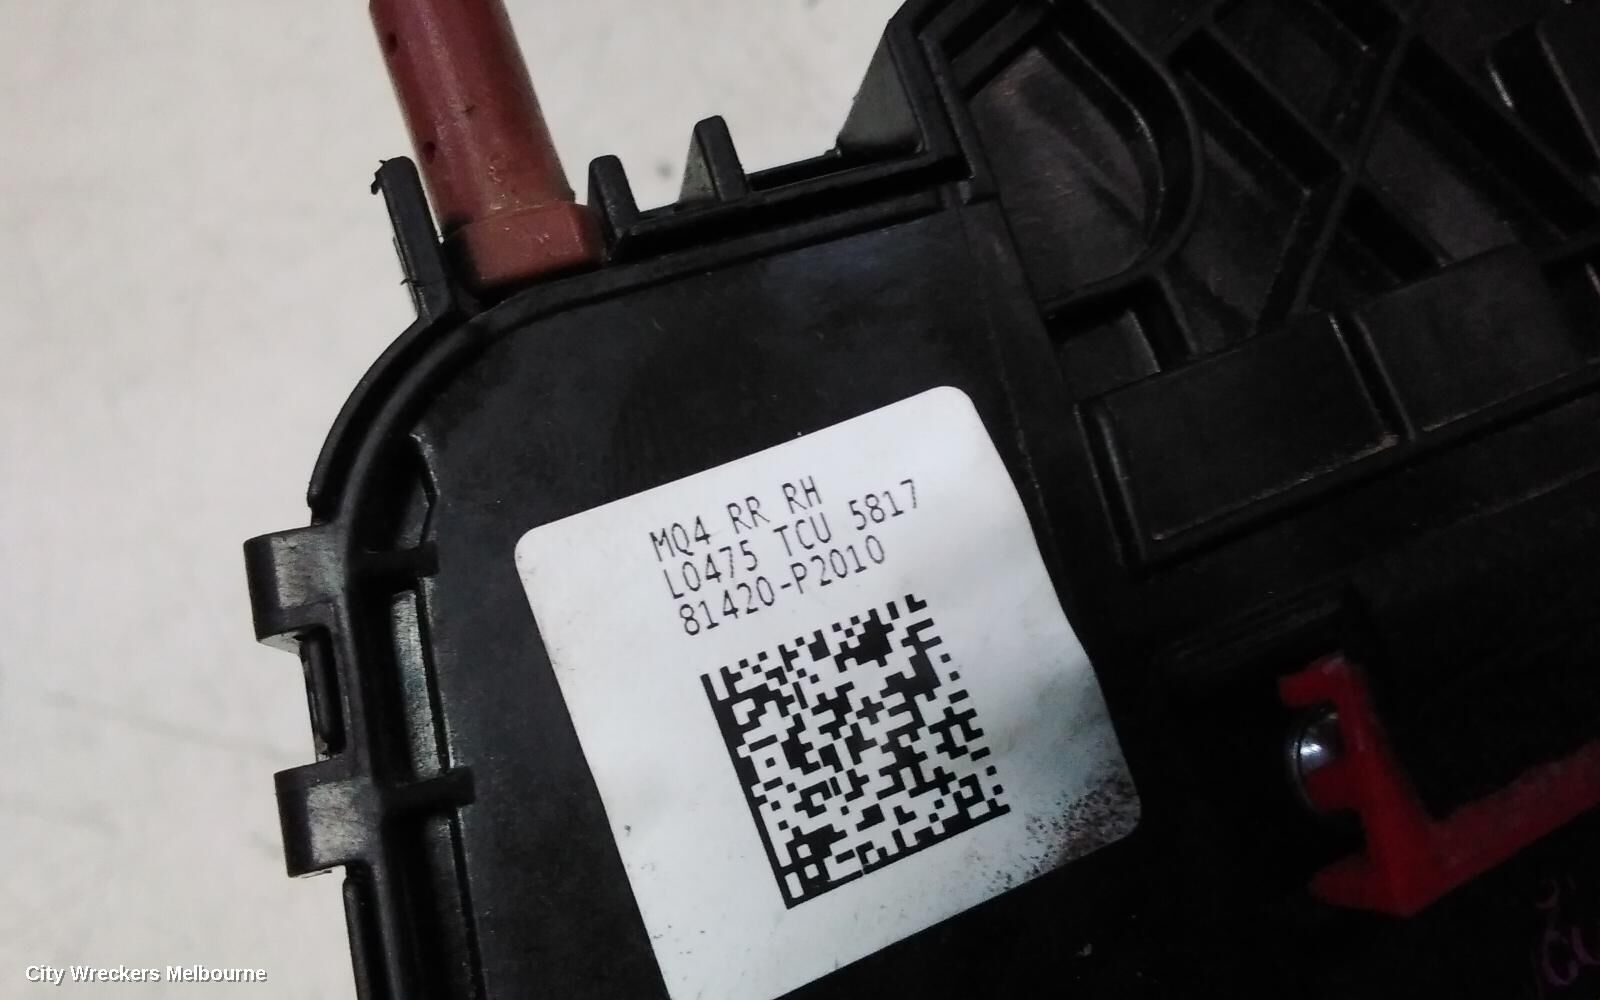 MQ4 RR RH
L0475 TCU 5817
81420-P2010
City Wreckers Melbourne